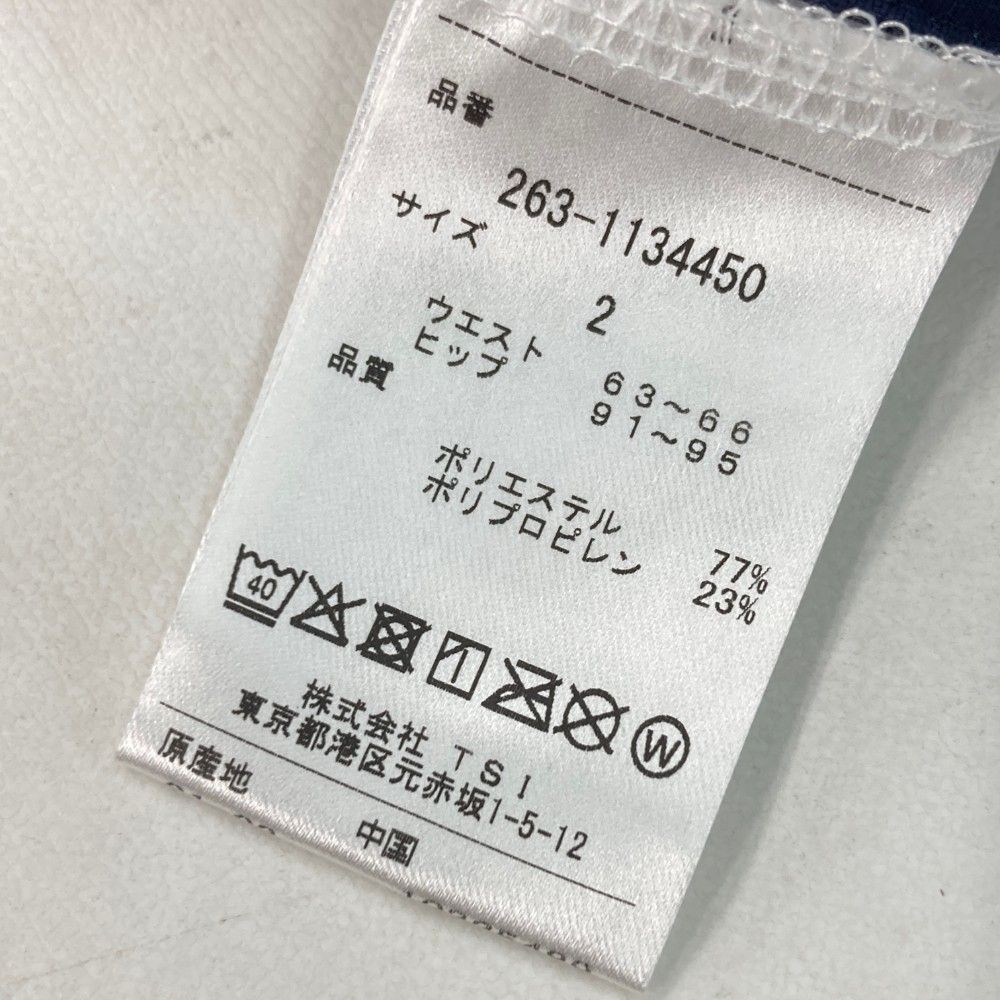 品番
263-1134450
サイズ
2
ウエスト 63～66
ヒップ 91～95
品質
ポリエステル 77%
ポリプロピレン 23%
40
W
株式会社 TSI
東京都港区元赤坂1-5-12
原産地
中国